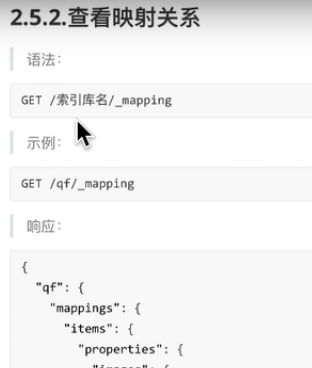 2.5.2.查看映射关系
语法：
GET /索引库名/_mapping
示例：
GET /qf/_mapping
响应：
{
"qf": {
"mappings": {
"items": {
"properties": {